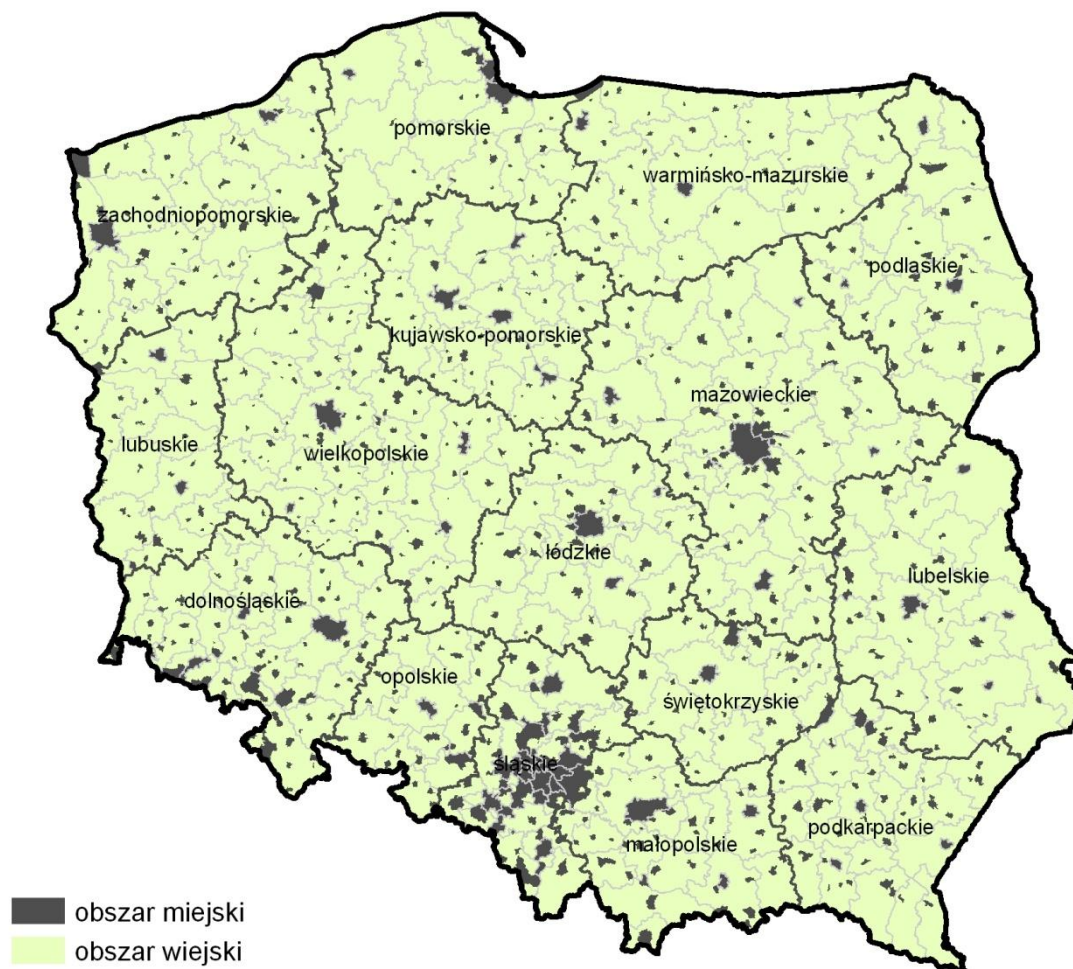 pomorskie
warmińsko-mazurskie
zachodniopomorskie
podlaskie
kujawsko-pomorskie
mazowieckie
lubuskie
wielkopolskie
łódzkie
lubelskie
dolnośląskie
opolskie
świętokrzyskie
śląskie
podkarpackie
małopolskie
obszar miejski
obszar wiejski